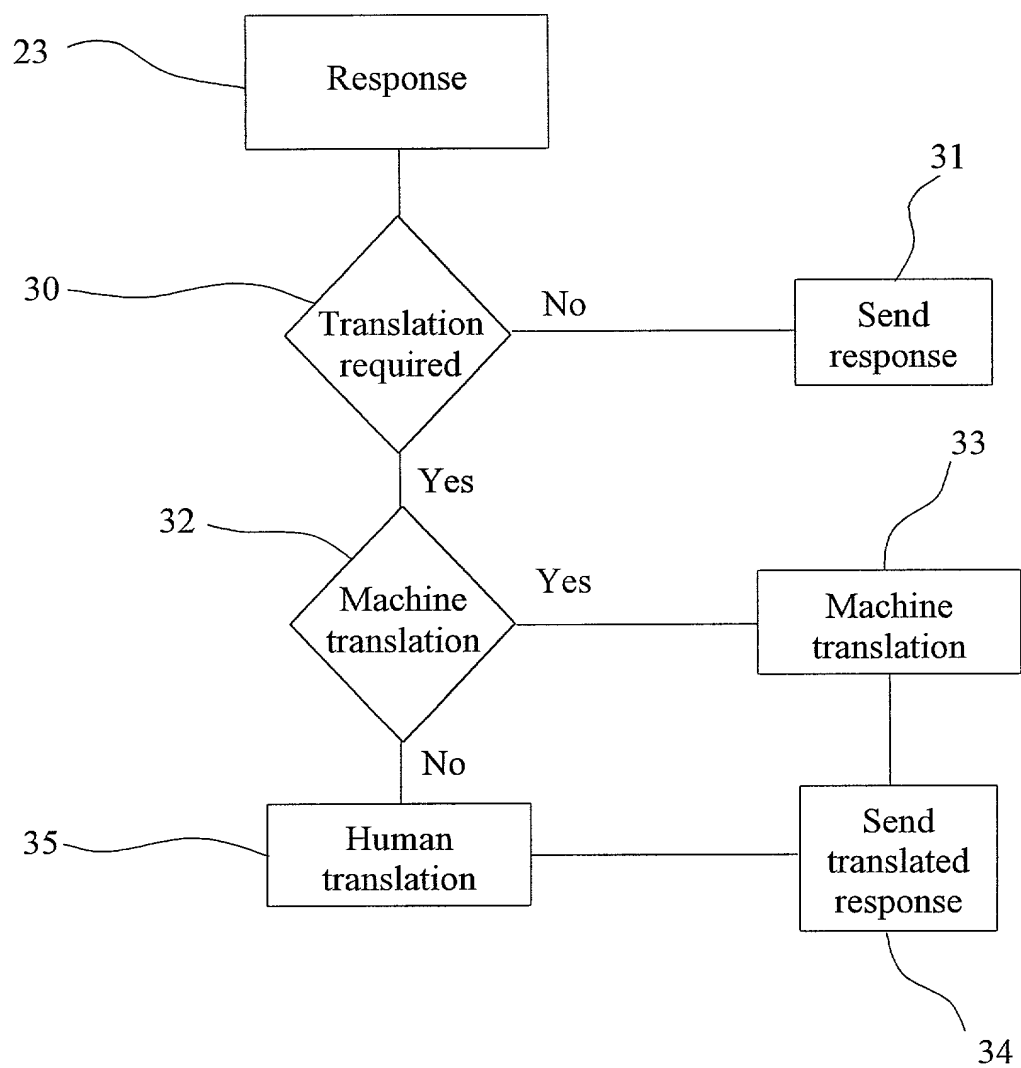 23
Response
31
30
No
Translation
required
Send
response
Yes
33
32
Yes
Machine
translation
Machine
translation
No
35
Human
translation
Send
translated
response
34